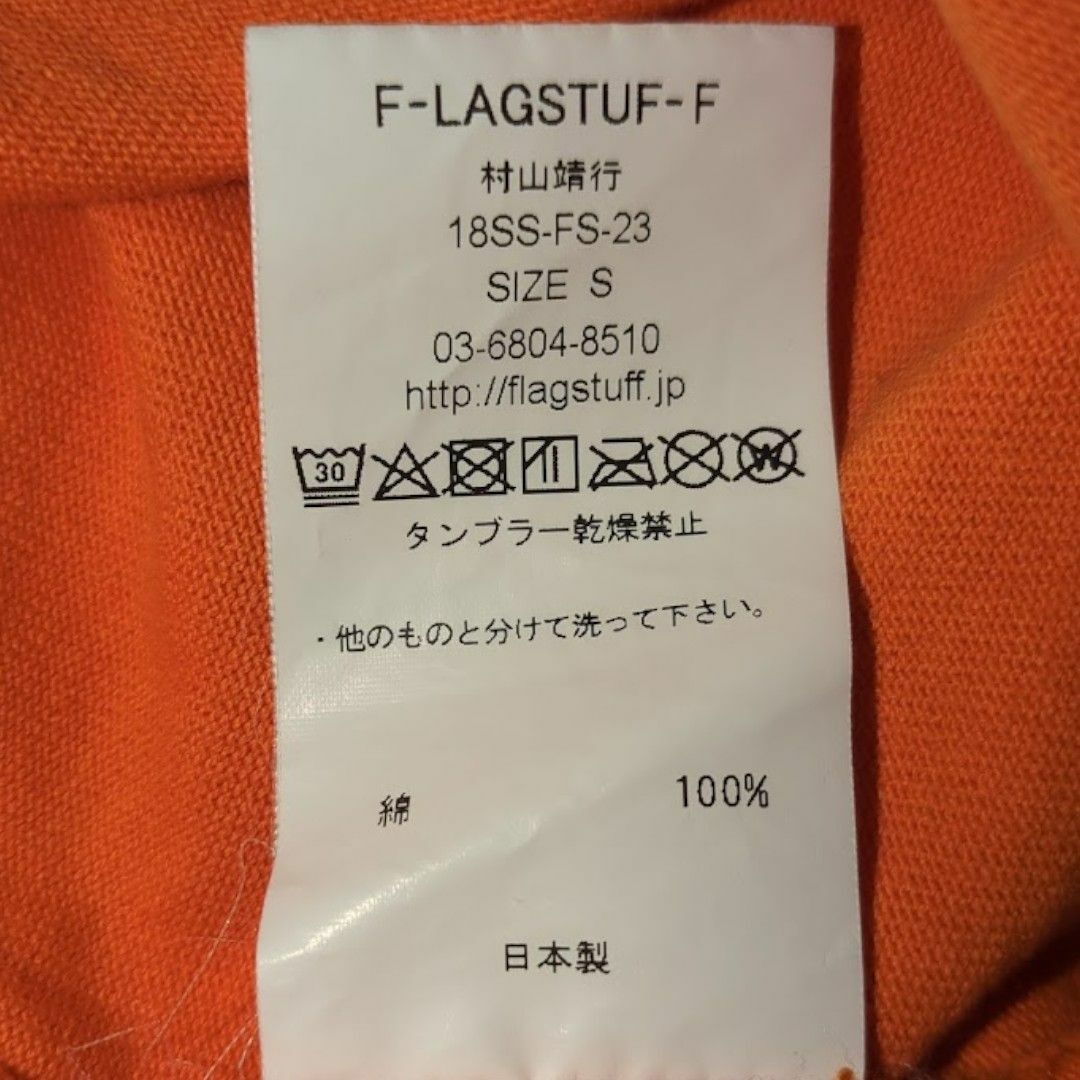 F-LAGSTUF-F
村山靖行
18SS-FS-23
SIZE S
03-6804-8510
http://flagstuff.jp
30 W
タンブラー乾燥禁止
・他のものと分けて洗って下さい。
綿 100%
日本製